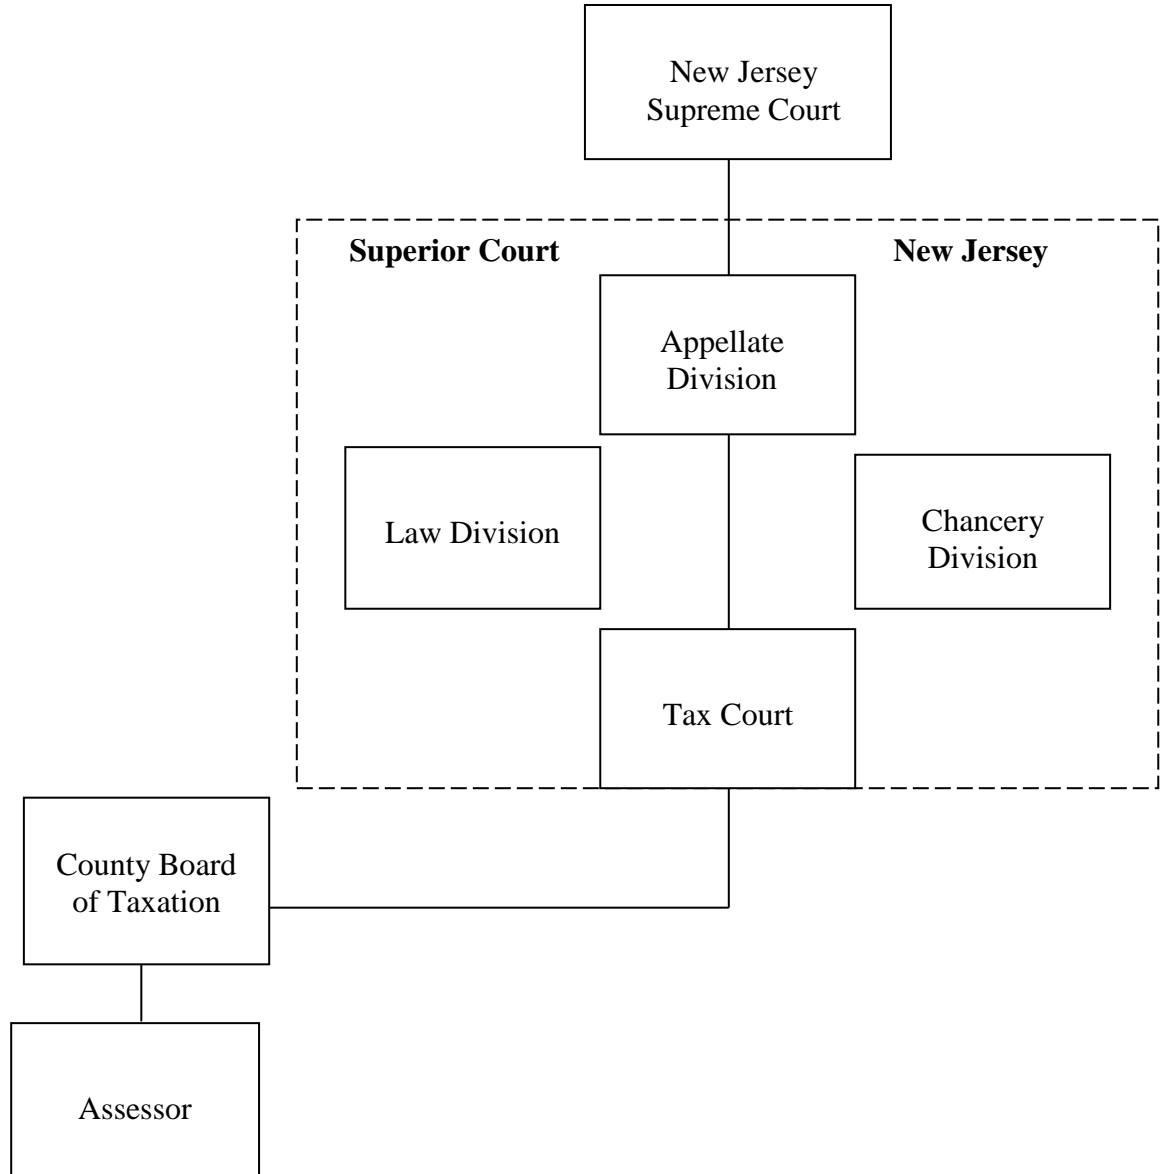 New Jersey
Supreme Court
Superior Court
New Jersey
Appellate
Division
Law Division
Chancery
Division
Tax Court
County Board
of Taxation
Assessor